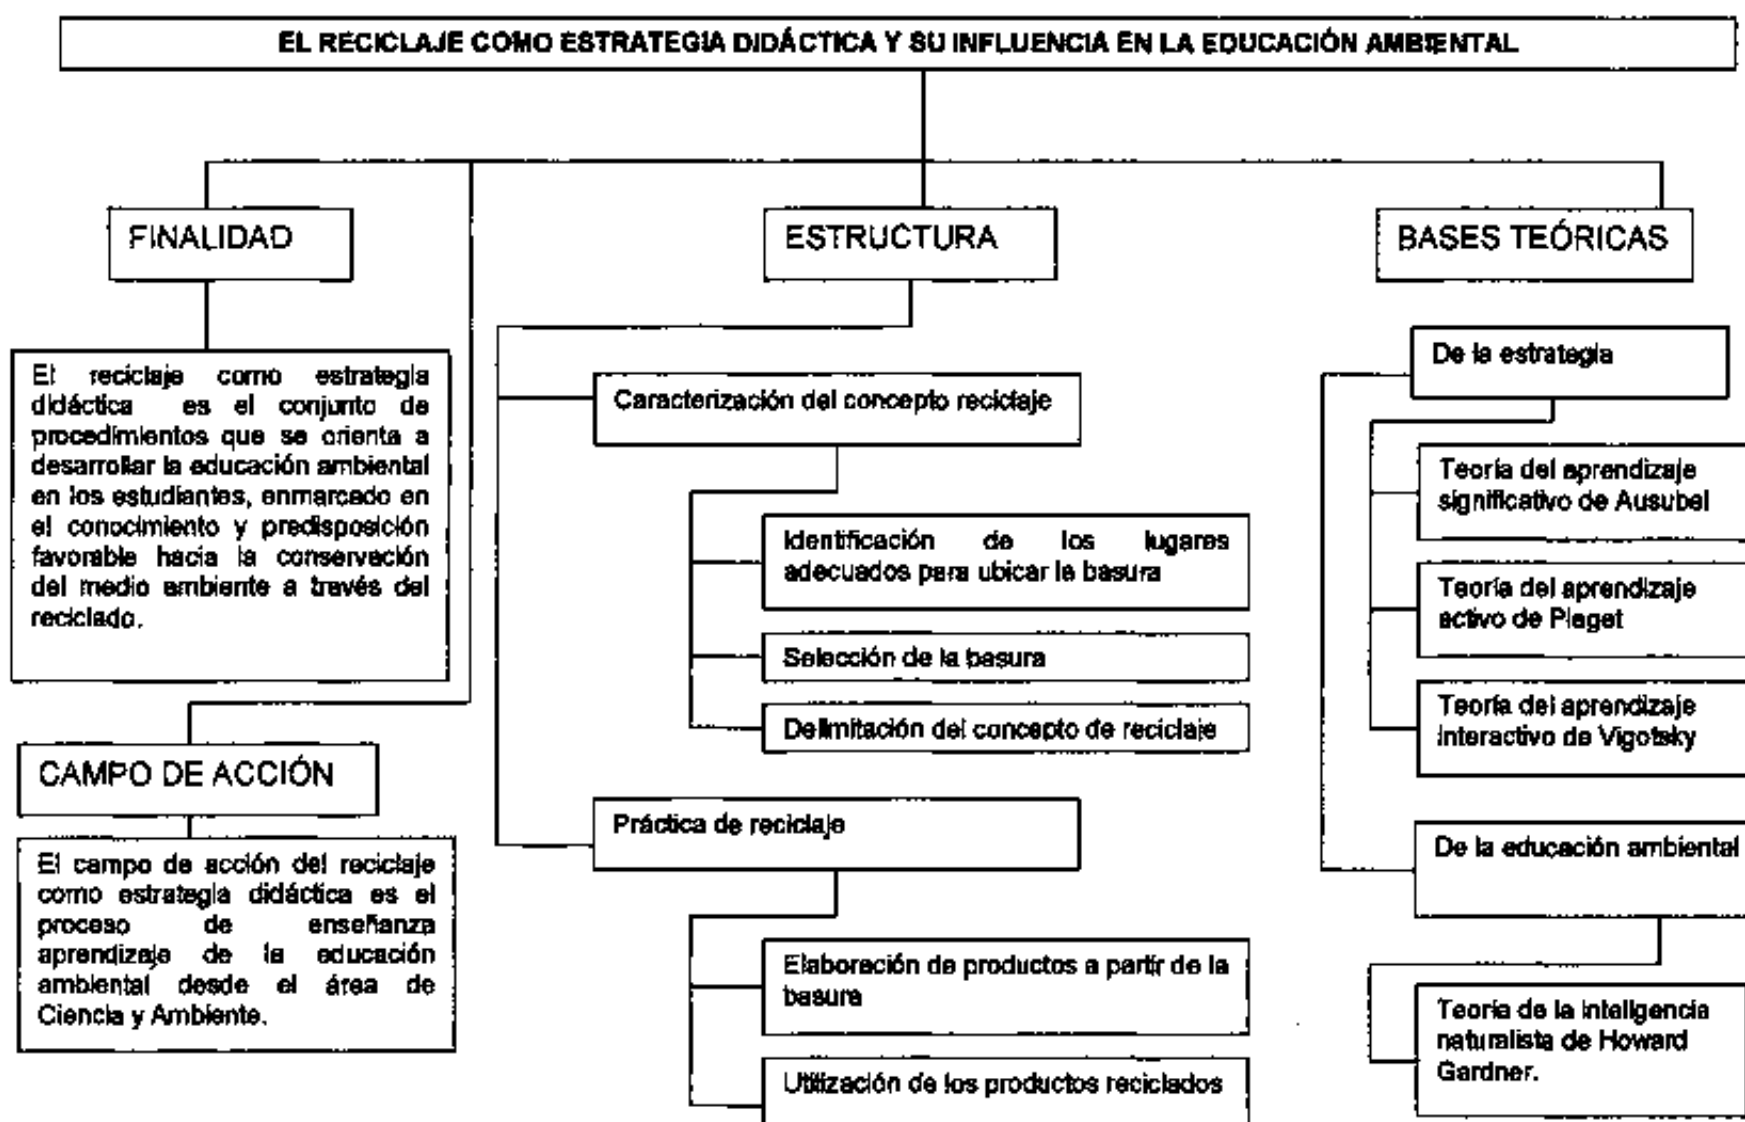 EL RECICLAJE COMO ESTRATEGIA DIDÁCTICA Y SU INFLUENCIA EN LA EDUCACIÓN AMBIENTAL
FINALIDAD
El reciclaje como estrategia
didáctica es el conjunto de
procedimientos que se orienta a
desarrollar la educación ambiental
en los estudiantes, enmarcado en
el conocimiento y predisposición
favorable hacia la conservación
del medio ambiente a través del
reciclado.
CAMPO DE ACCIÓN
El campo de acción del reciclaje
como estrategia didáctica es el
proceso de enseñanza
aprendizaje de la educación
ambiental desde el área de
Ciencia y Ambiente.
ESTRUCTURA
Caracterización del concepto reciclaje
Identificación de los lugares
adecuados para ubicar la basura
Selección de la basura
Delimitación del concepto de reciclaje
Práctica de reciclaje
Elaboración de productos a partir de la
basura
Utilización de los productos reciclados
BASES TEÓRICAS
De la estrategia
Teoría del aprendizaje
significativo de Ausubel
Teoría del aprendizaje
activo de Piaget
Teoría del aprendizaje
interactivo de Vigotsky
De la educación ambiental
Teoría de la inteligencia
naturalista de Howard
Gardner.